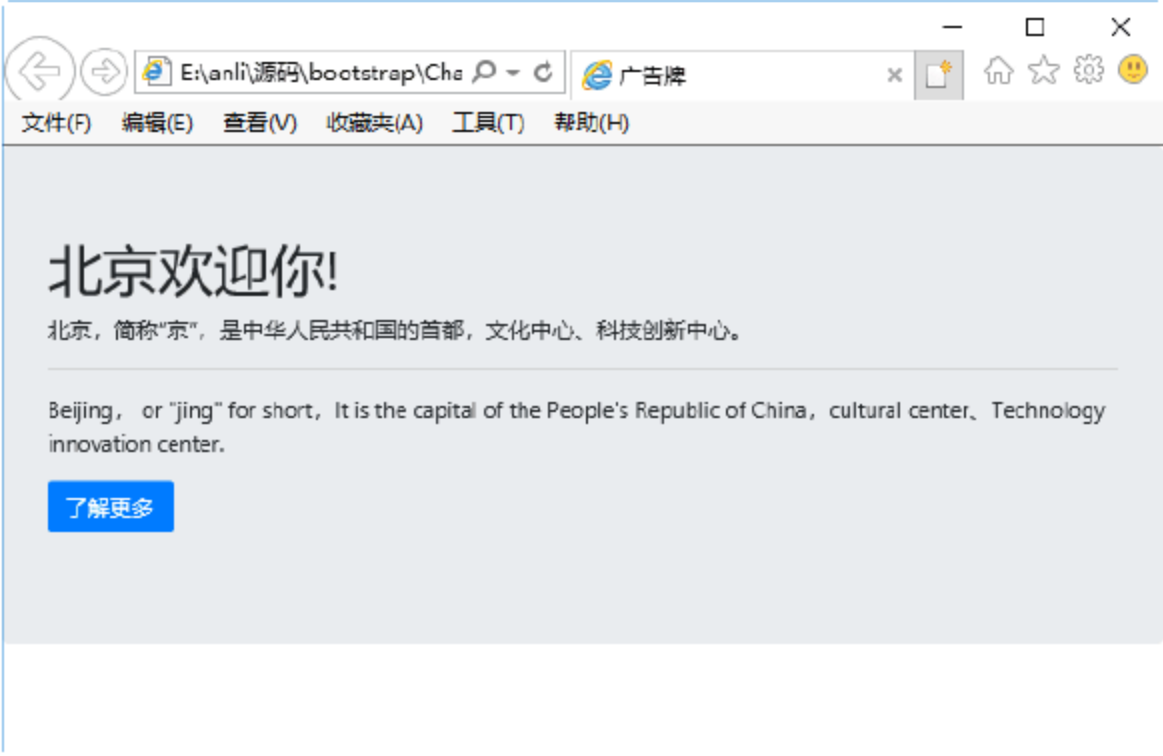 E:\anli\源码\bootstrap\Cha
广告牌
文件(F) 编辑(E) 查看(V) 收藏夹(A) 工具(T) 帮助(H)
北京欢迎你!
北京，简称“京”，是中华人民共和国的首都，文化中心、科技创新中心。
Beijing， or "jing" for short，It is the capital of the People's Republic of China，cultural center、Technology
innovation center.
了解更多